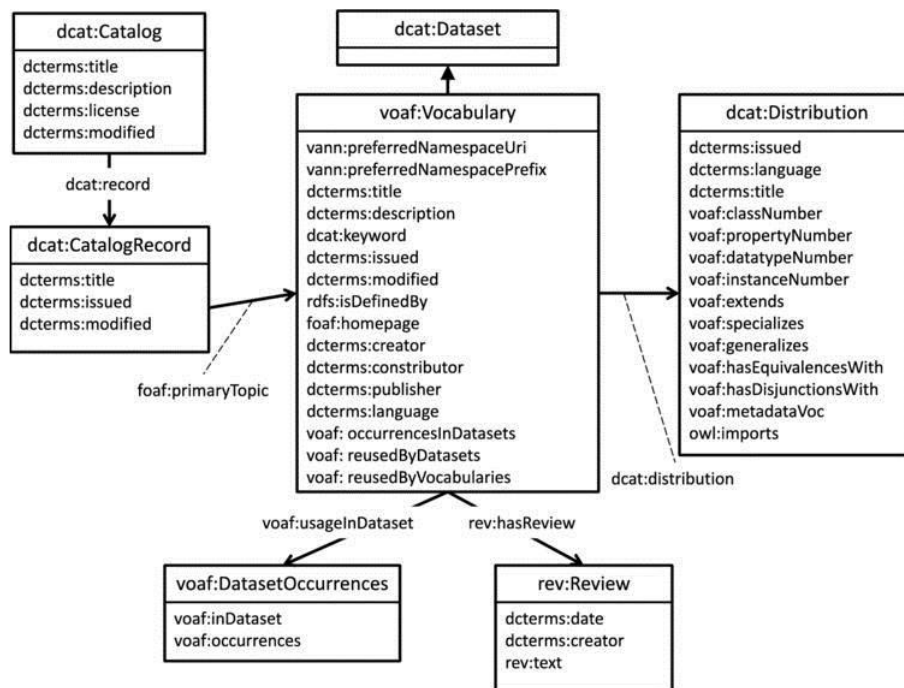 dcat:Catalog
dcterms:title
dcterms:description
dcterms:license
dcterms:modified
dcat:record
dcat:CatalogRecord
dcterms:title
dcterms:issued
dcterms:modified
foaf:primaryTopic
dcat:Dataset
voaf:Vocabulary
vann:preferredNamespaceUri
vann:preferredNamespacePrefix
dcterms:title
dcterms:description
dcat:keyword
dcterms:issued
dcterms:modified
rdfs:isDefinedBy
foaf:homepage
dcterms:creator
dcterms:constributor
dcterms:publisher
dcterms:language
voaf: occurrencesInDatasets
voaf: reusedByDatasets
voaf: reusedByVocabularies
dcat:Distribution
dcterms:issued
dcterms:language
dcterms:title
voaf:classNumber
voaf:propertyNumber
voaf:datatypeNumber
voaf:instanceNumber
voaf:extends
voaf:specializes
voaf:generalizes
voaf:hasEquivalencesWith
voaf:hasDisjunctionsWith
voaf:metadataVoc
owl:imports
dcat:distribution
voaf:usageInDataset
rev:hasReview
voaf:DatasetOccurrences
voaf:inDataset
voaf:occurrences
rev:Review
dcterms:date
dcterms:creator
rev:text